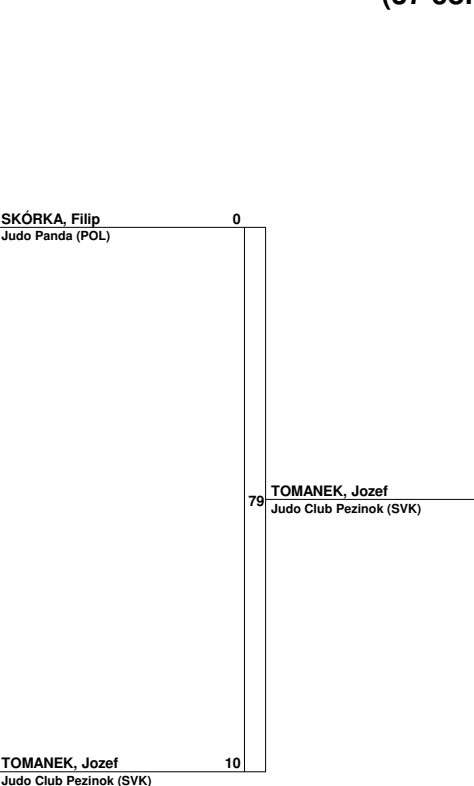 SKÓRKA, Filip 0
Judo Panda (POL)
79
TOMANEK, Jozef
Judo Club Pezinok (SVK)
TOMANEK, Jozef 10
Judo Club Pezinok (SVK)